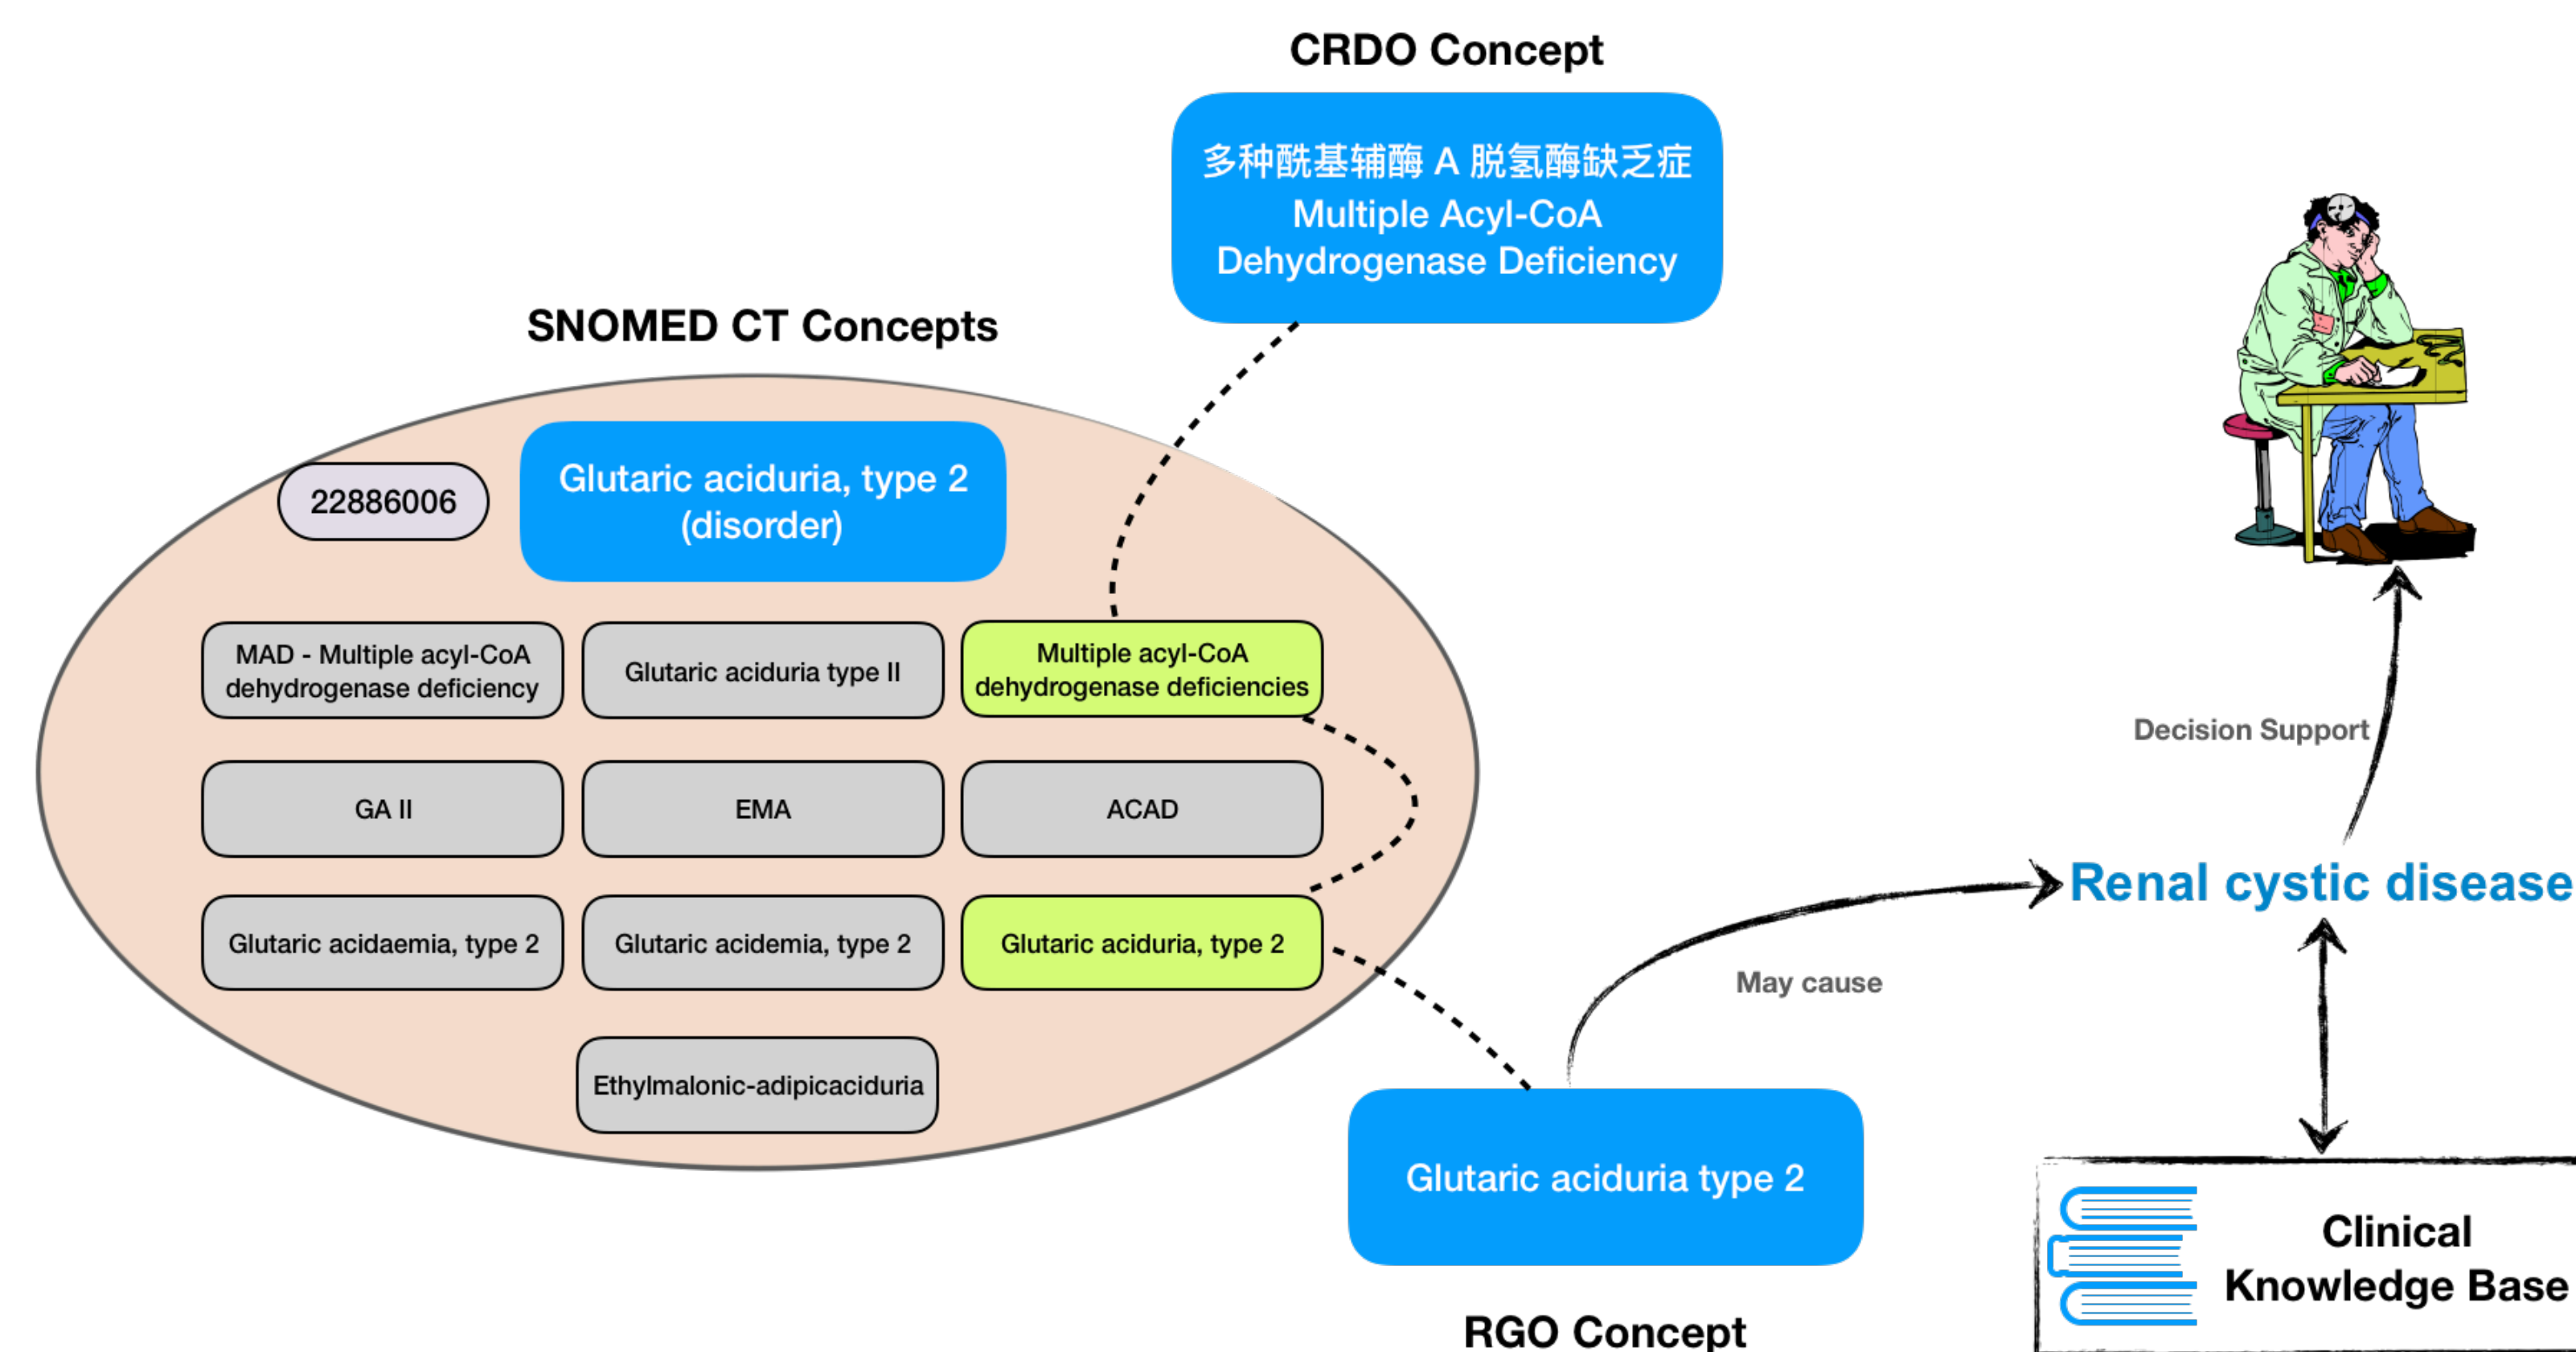 CRDO Concept
多种酰基辅酶 A 脱氢酶缺乏症
Multiple Acyl-CoA
Dehydrogenase Deficiency
SNOMED CT Concepts
22886006
Glutaric aciduria, type 2
(disorder)
MAD - Multiple acyl-CoA
dehydrogenase deficiency
Glutaric aciduria type II
Multiple acyl-CoA
dehydrogenase deficiencies
GA II
EMA
ACAD
Glutaric acidaemia, type 2
Glutaric acidemia, type 2
Glutaric aciduria, type 2
Ethylmalonic-adipicaciduria
Decision Support
Renal cystic disease
May cause
Glutaric aciduria type 2
RGO Concept
Clinical
Knowledge Base